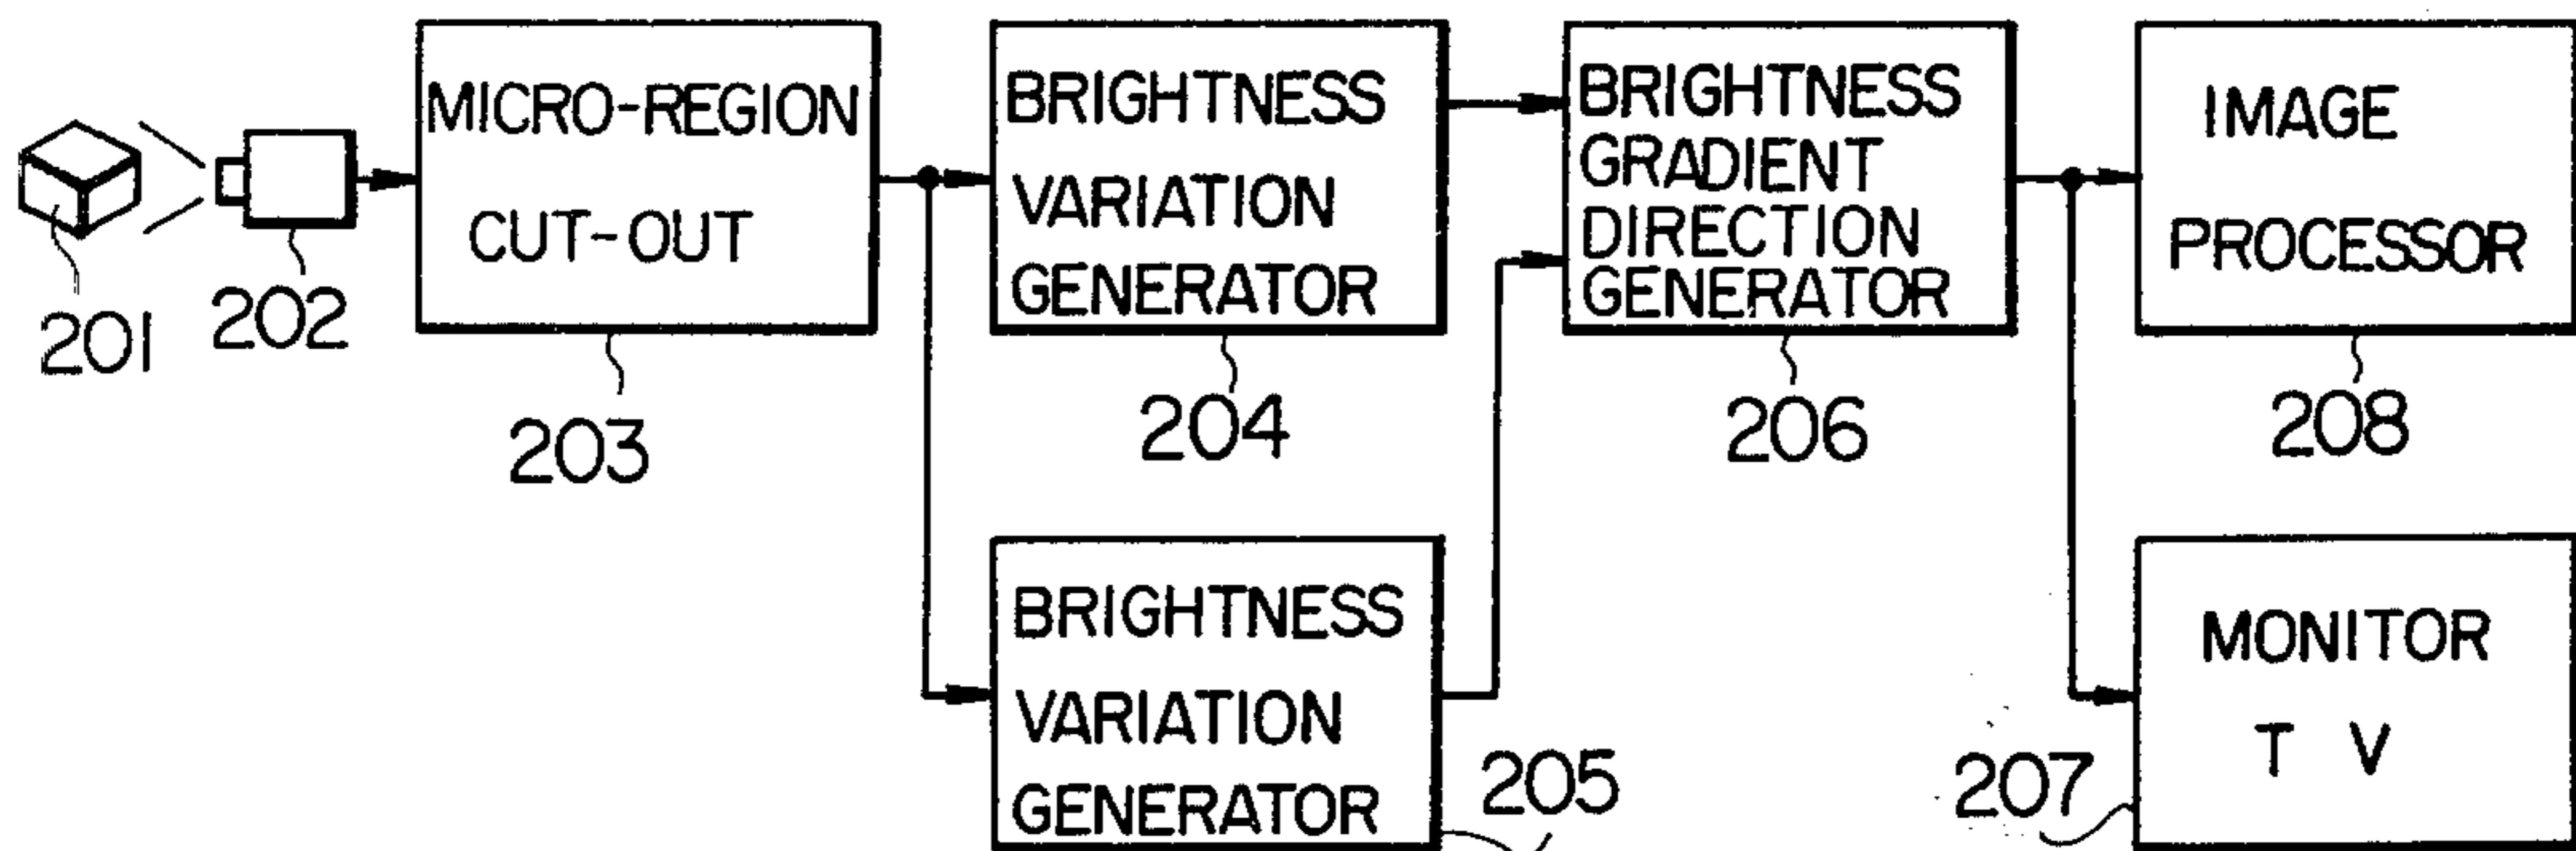 MICRO-REGION
CUT-OUT
BRIGHTNESS
VARIATION
GENERATOR
BRIGHTNESS
GRADIENT
DIRECTION
GENERATOR
IMAGE
PROCESSOR
201
202
203
204
206
208
BRIGHTNESS
VARIATION
GENERATOR
205
MONITOR
T V
207